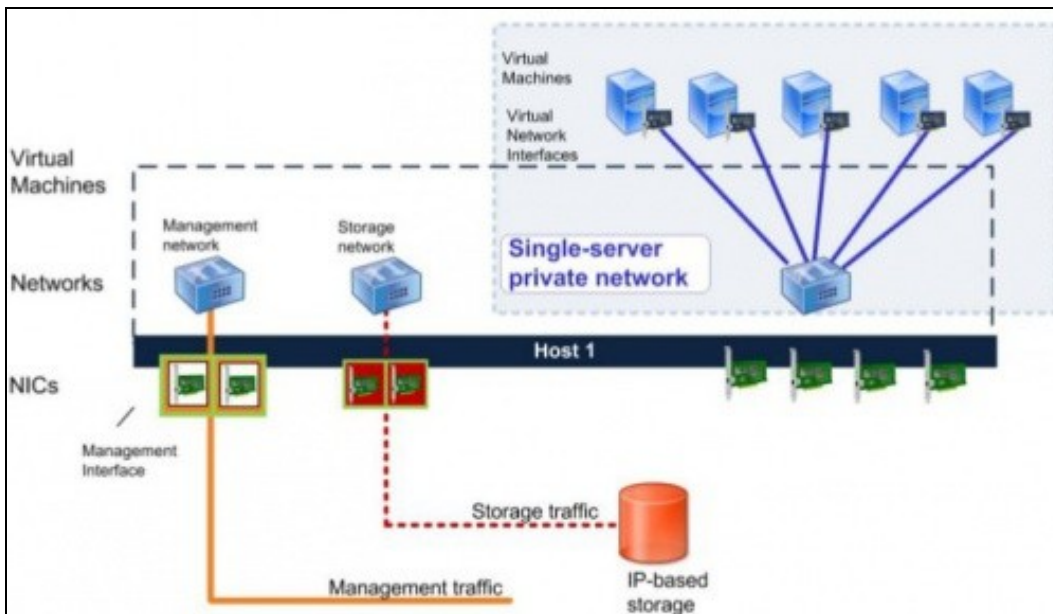 Virtual
Machines
Virtual
Network
Interfaces
Virtual
Machines
Management
network
Storage
network
Single-server
private network
Networks
Host 1
NICs
Management
Interface
Storage traffic
Management traffic
IP-based
storage